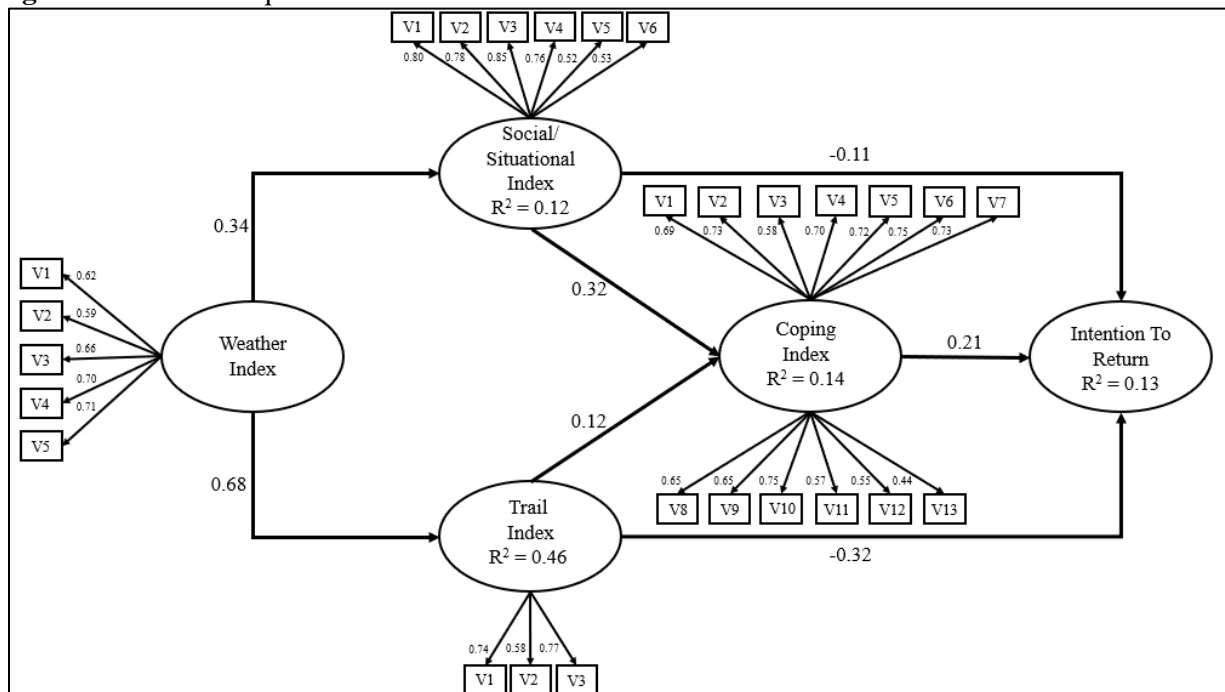 V1 V2 V3 V4 V5 V6
0.80 0.78 0.85 0.76 0.52 0.53
Social/
Situational
Index
R² = 0.12
-0.11
V1 V2 V3 V4 V5 V6 V7
0.69 0.73 0.58 0.70 0.72 0.75 0.73
0.34
0.32
V1 0.62
V2 0.59
V3 0.66
V4 0.70
V5 0.71
Weather
Index
Coping
Index
R² = 0.14
0.21
Intention To
Return
R² = 0.13
0.12
0.68
0.65 0.65 0.75 0.57 0.55 0.44
V8 V9 V10 V11 V12 V13
Trail
Index
R² = 0.46
-0.32
0.74 0.58 0.77
V1 V2 V3